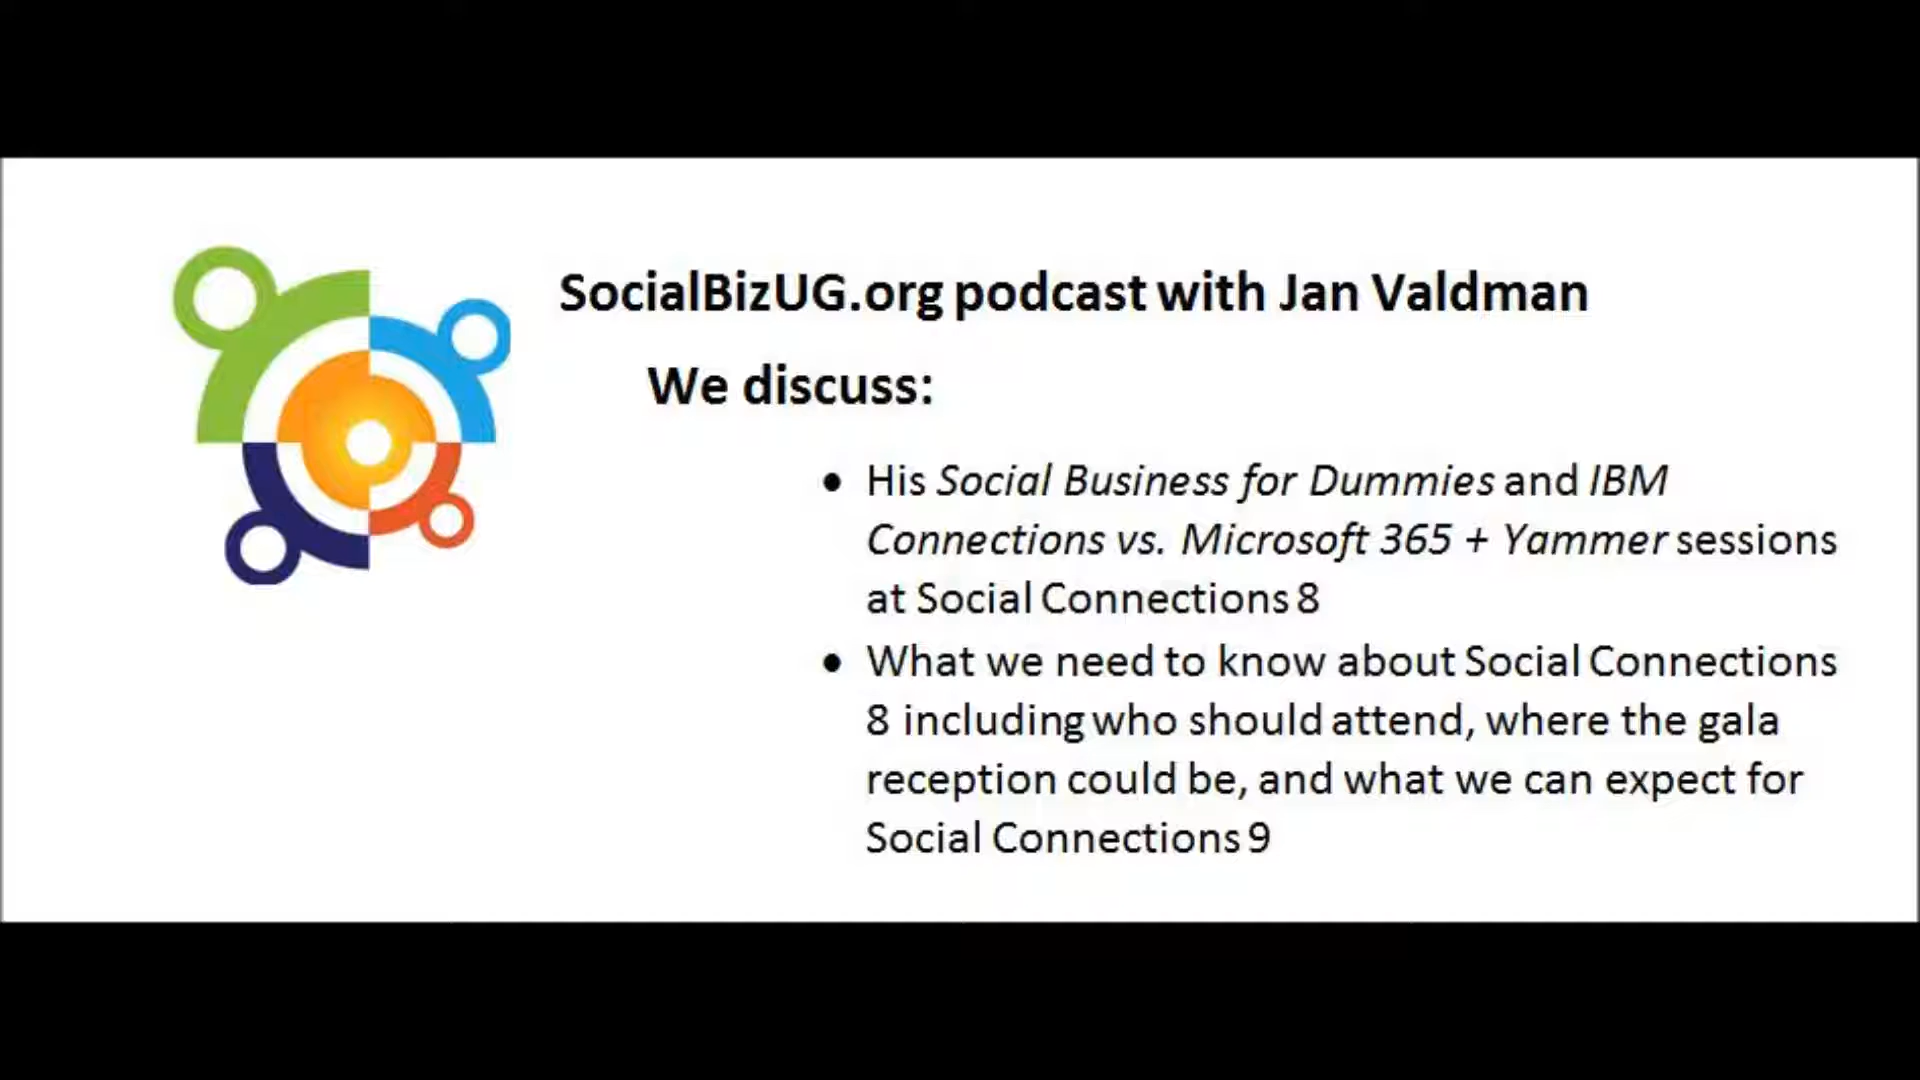 SocialBizUG.org podcast with Jan Valdman
We discuss:
• His Social Business for Dummies and IBM
Connections vs. Microsoft 365 + Yammer sessions
at Social Connections 8
• What we need to know about Social Connections
8 including who should attend, where the gala
reception could be, and what we can expect for
Social Connections 9